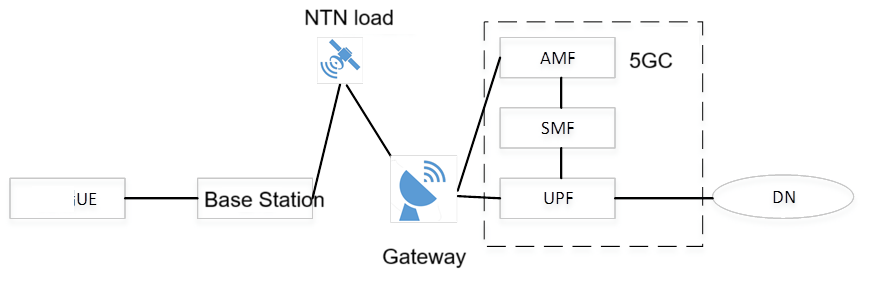 NTN load
AMF
5GC
SMF
UE
Base Station
UPF
DN
Gateway